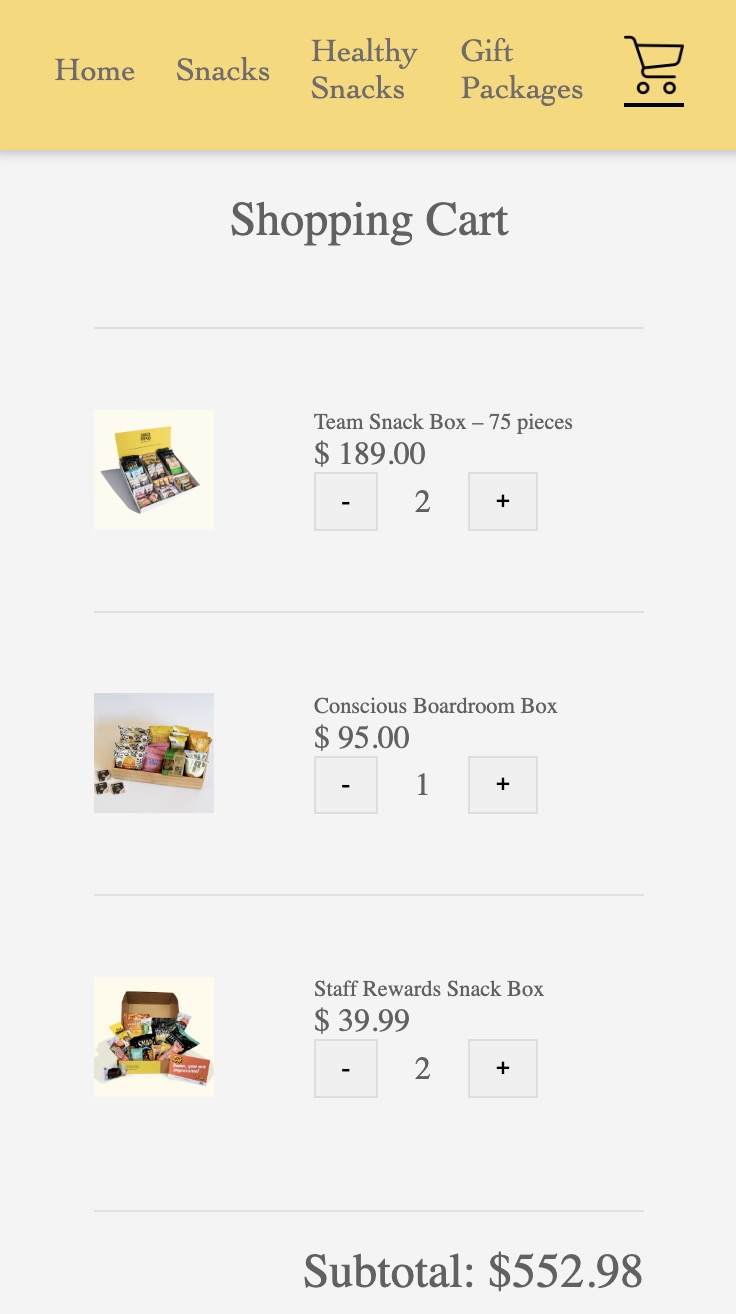 Home
Snacks
Healthy
Snacks
Gift
Packages
Shopping Cart
Team Snack Box – 75 pieces
$ 189.00
- 2 +
Conscious Boardroom Box
$ 95.00
- 1 +
Staff Rewards Snack Box
$ 39.99
- 2 +
Subtotal: $552.98